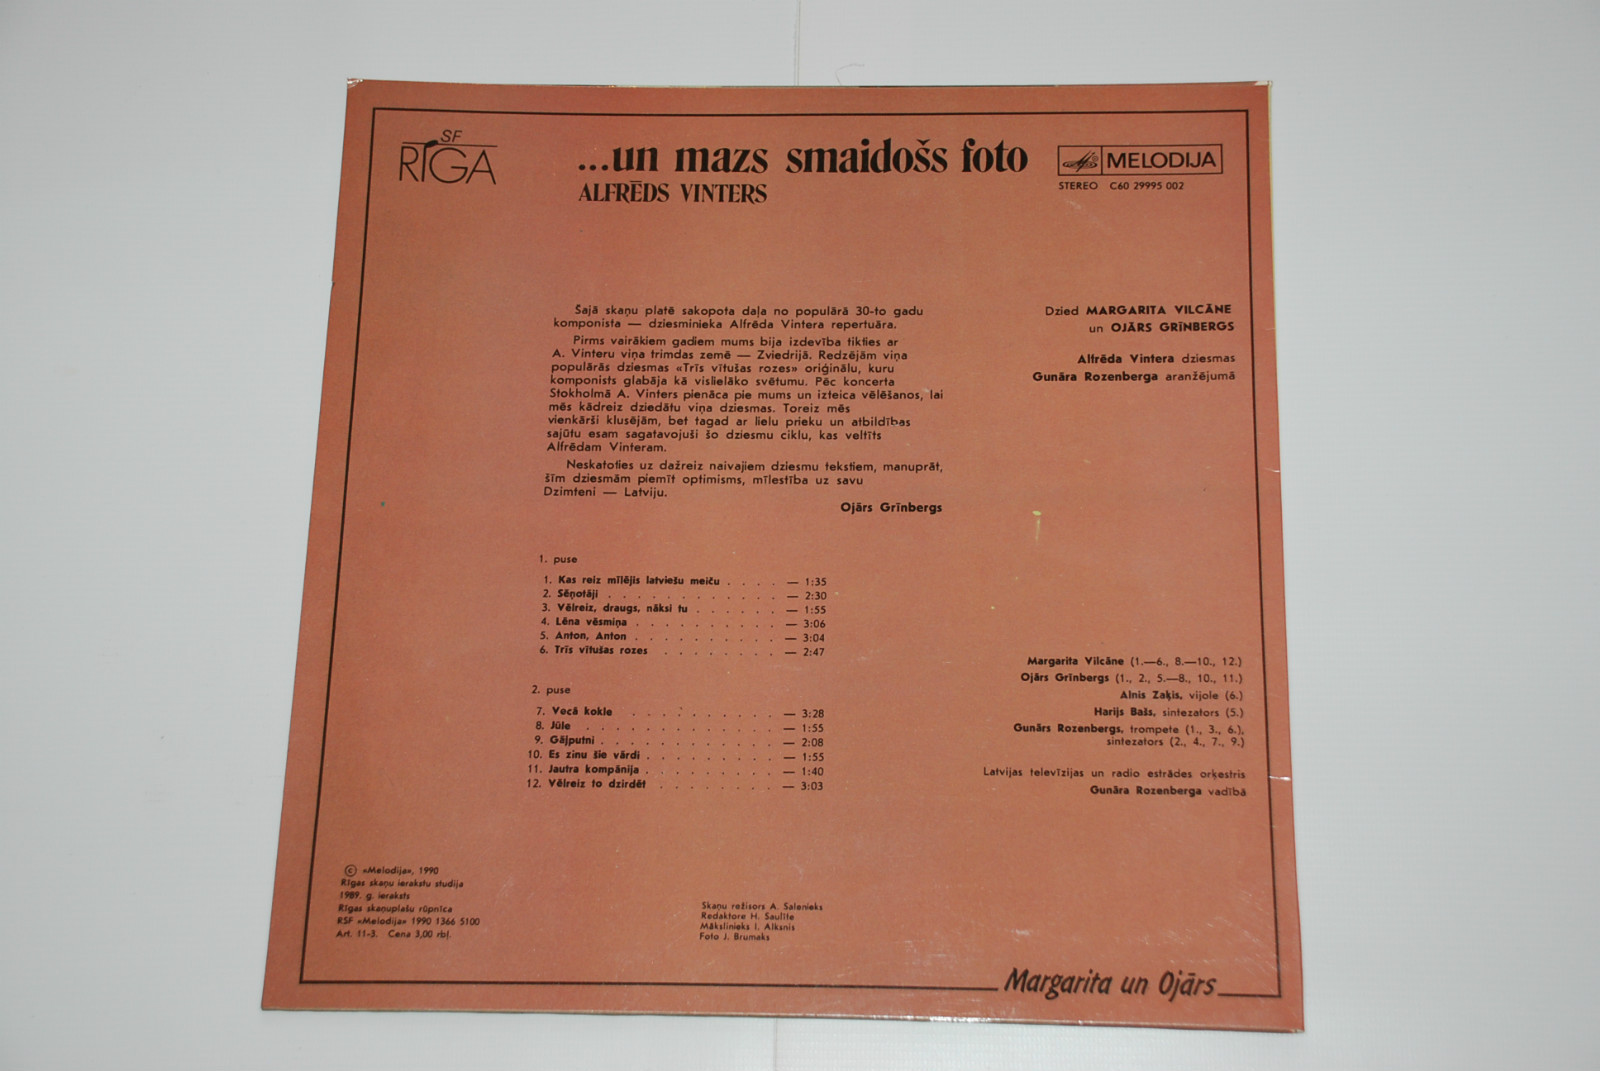 SF
RĪGA
...un mazs smaidošs foto
ALFRĒDS VINTERS
MELODIJA
STEREO C60 29995 002
Šajā skaņu platē sakopota daļa no populārā 30-to gadu
komponista — dziesminieka Alfrēda Vintera repertuāra.
Pirms vairākiem gadiem mums bija izdevība tikties ar
A. Vinteru viņa trimdas zemē — Zviedrijā. Redzējām viņa
populārās dziesmas «Trīs vītušas rozes» oriģinālu, kuru
komponists glabāja kā vislielāko svētumu. Pēc koncerta
Stokholmā A. Vinters pienāca pie mums un izteica vēlēšanos, lai
mēs kādreiz dziedātu viņa dziesmas. Toreiz mēs
vienkārši klusējām, bet tagad ar lielu prieku un atbildības
sajūtu esam sagatavojuši šo dziesmu ciklu, kas veltīts
Alfrēdam Vinteram.
Neskatoties uz dažreiz naivajiem dziesmu tekstiem, manuprāt,
šīm dziesmām piemīt optimisms, mīlestība uz savu
Dzimteni — Latviju.
Ojārs Grīnbergs
Dzied MARGARITA VILCĀNE
un OJĀRS GRĪNBERGS
Alfrēda Vintera dziesmas
Gunāra Rozenberga aranžējumā
1. puse
1. Kas reiz mīlējis latviešu meiču . . . . — 1:35
2. Sēņotāji . . . . . . . . . . . . — 2:30
3. Vēlreiz, draugs, nāksi tu . . . . . . — 1:55
4. Lēna vēsmiņa . . . . . . . . . . — 3:06
5. Anton, Anton . . . . . . . . . . — 3:04
6. Trīs vītušas rozes . . . . . . . . — 2:47
2. puse
7. Vecā kokle . . . . . . . . . . — 3:28
8. Jūle . . . . . . . . . . . . — 1:55
9. Gājputni . . . . . . . . . . . — 2:08
10. Es zinu šie vārdi . . . . . . . . . — 1:55
11. Jautra kompānija . . . . . . . . . — 1:40
12. Vēlreiz to dzirdēt . . . . . . . . — 3:03
Margarita Vilcāne (1.—6., 8.—10., 12.)
Ojārs Grīnbergs (1., 2., 5.—8., 10., 11.)
Alnis Zaķis, vijole (6.)
Harijs Bašs, sintezators (5.)
Gunārs Rozenbergs, trompete (1., 3., 6.),
sintezators (2., 4., 7., 9.)
Latvijas televīzijas un radio estrādes orķestris
Gunāra Rozenberga vadībā
© «Melodija», 1990
Rīgas skaņu ierakstu studija
1989. g. ieraksts
Rīgas skaņuplašu rūpnīca
RSF «Melodija» 1990 1366 5100
Art. 11-3. Cena 3,00 rbļ.
Skaņu režisors A. Salenieks
Redaktore H. Saulīte
Mākslinieks I. Alksnis
Foto J. Brumaks
Margarita un Ojārs